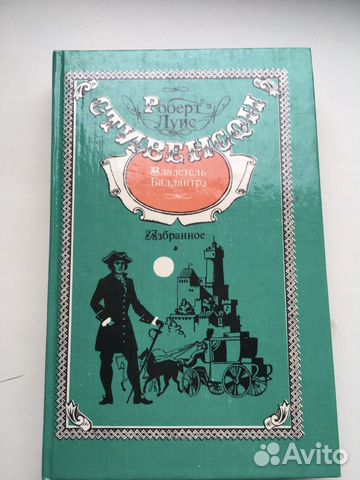 Роберт
Луис
СТИВЕНСОН
Владетель
Баллантрэ
Избранное
Avito